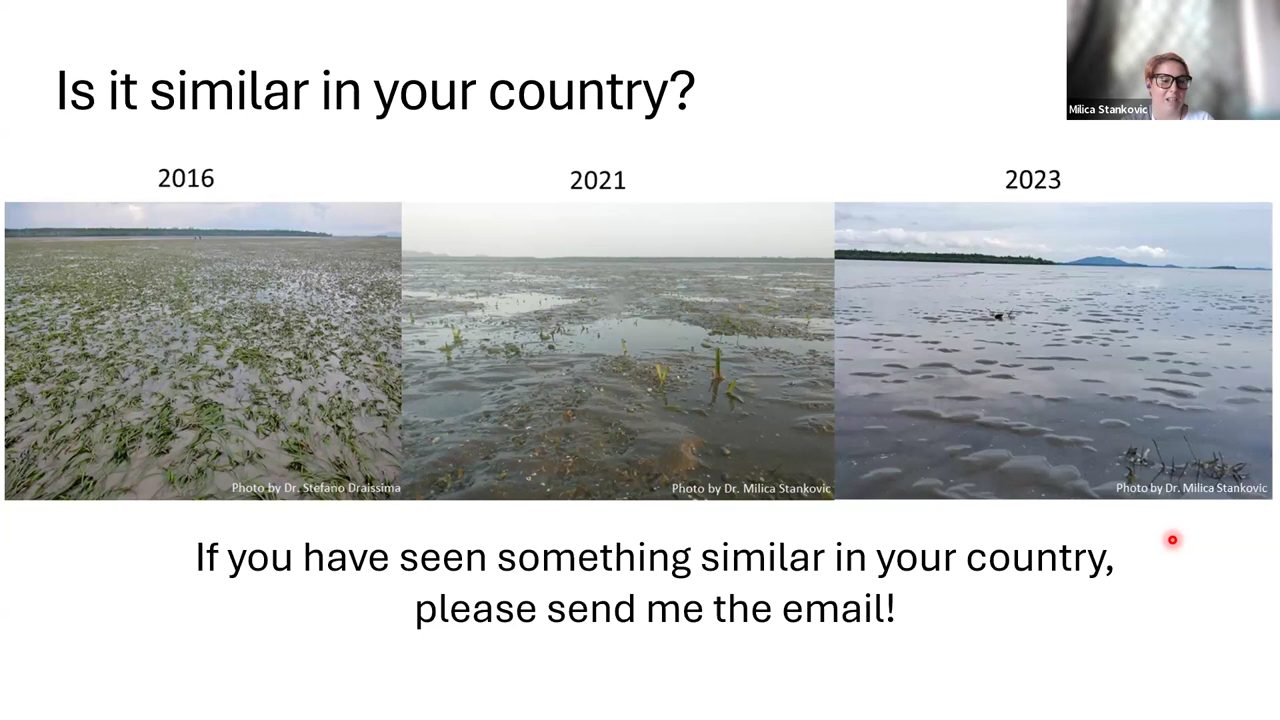 Is it similar in your country?
Milica Stankovic
2016
2021
2023
Photo by Dr. Stefano Draissima
Photo by Dr. Milica Stankovic
Photo by Dr. Milica Stankovic
If you have seen something similar in your country,
please send me the email!